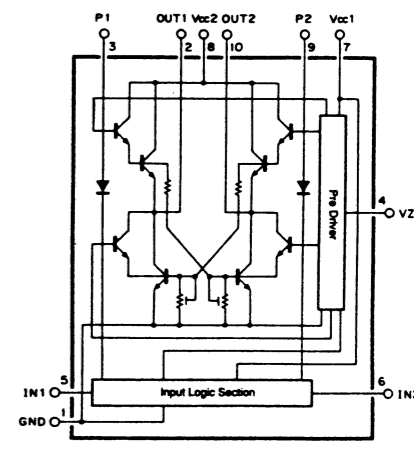 P1 OUT1 Vcc2 OUT2 P2 Vcc1
3 2 8 10 9 7
Pre Driver
4
VZ
5
IN1
Input Logic Section
6
1
GND